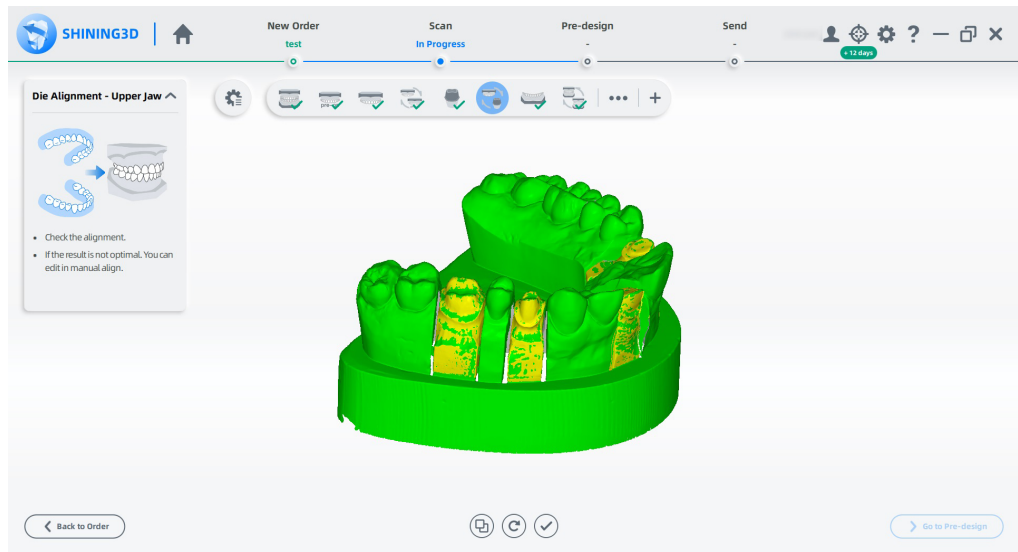 SHINING3D
New Order
test
Scan
In Progress
Pre-design
-
Send
-
+ 12 days
?
Die Alignment - Upper Jaw
• Check the alignment.
• If the result is not optimal. You can
edit in manual align.
pre
•••
+
Back to Order
Go to Pre-design